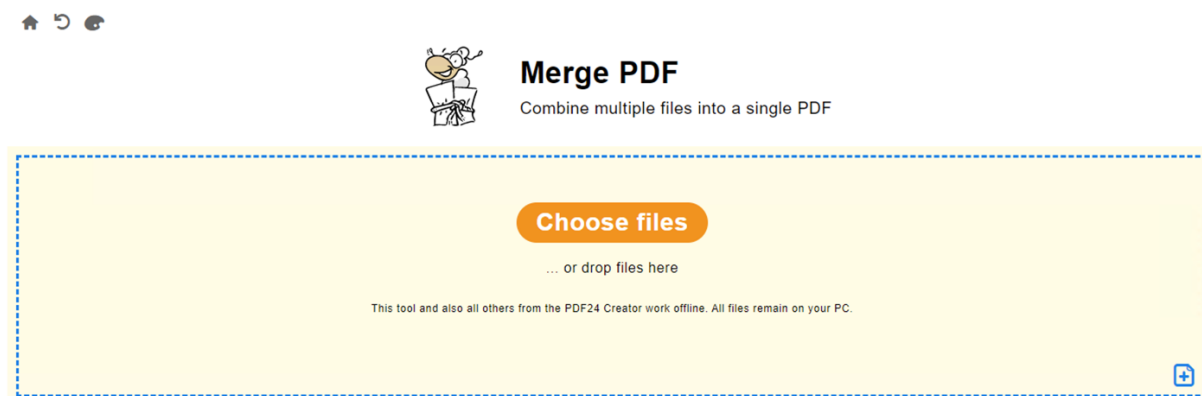 Merge PDF
Combine multiple files into a single PDF
Choose files
... or drop files here
This tool and also all others from the PDF24 Creator work offline. All files remain on your PC.